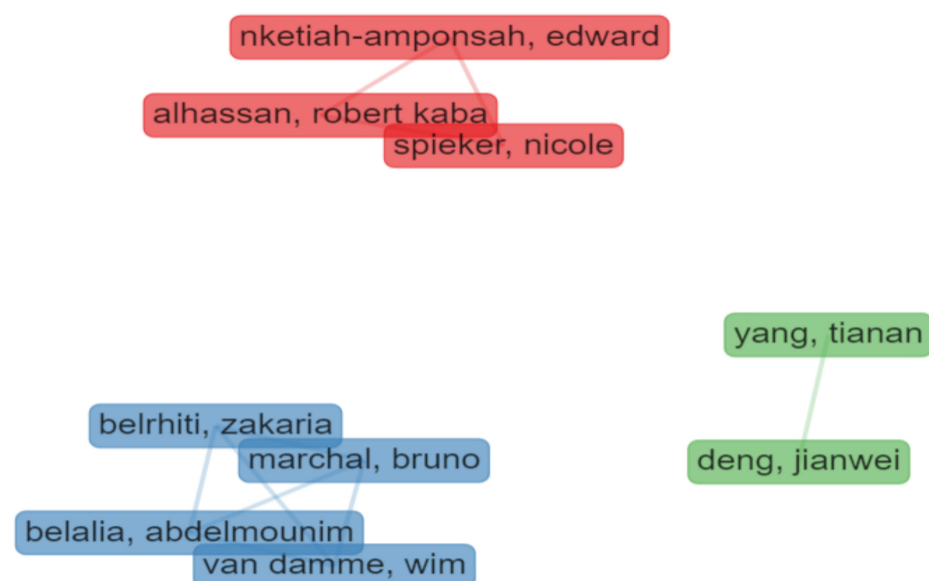 nketiah-amponsah, edward
alhassan, robert kaba
spieker, nicole
yang, tianan
belrhiti, zakaria
marchal, bruno
deng, jianwei
belalia, abdelmounim
van damme, wim